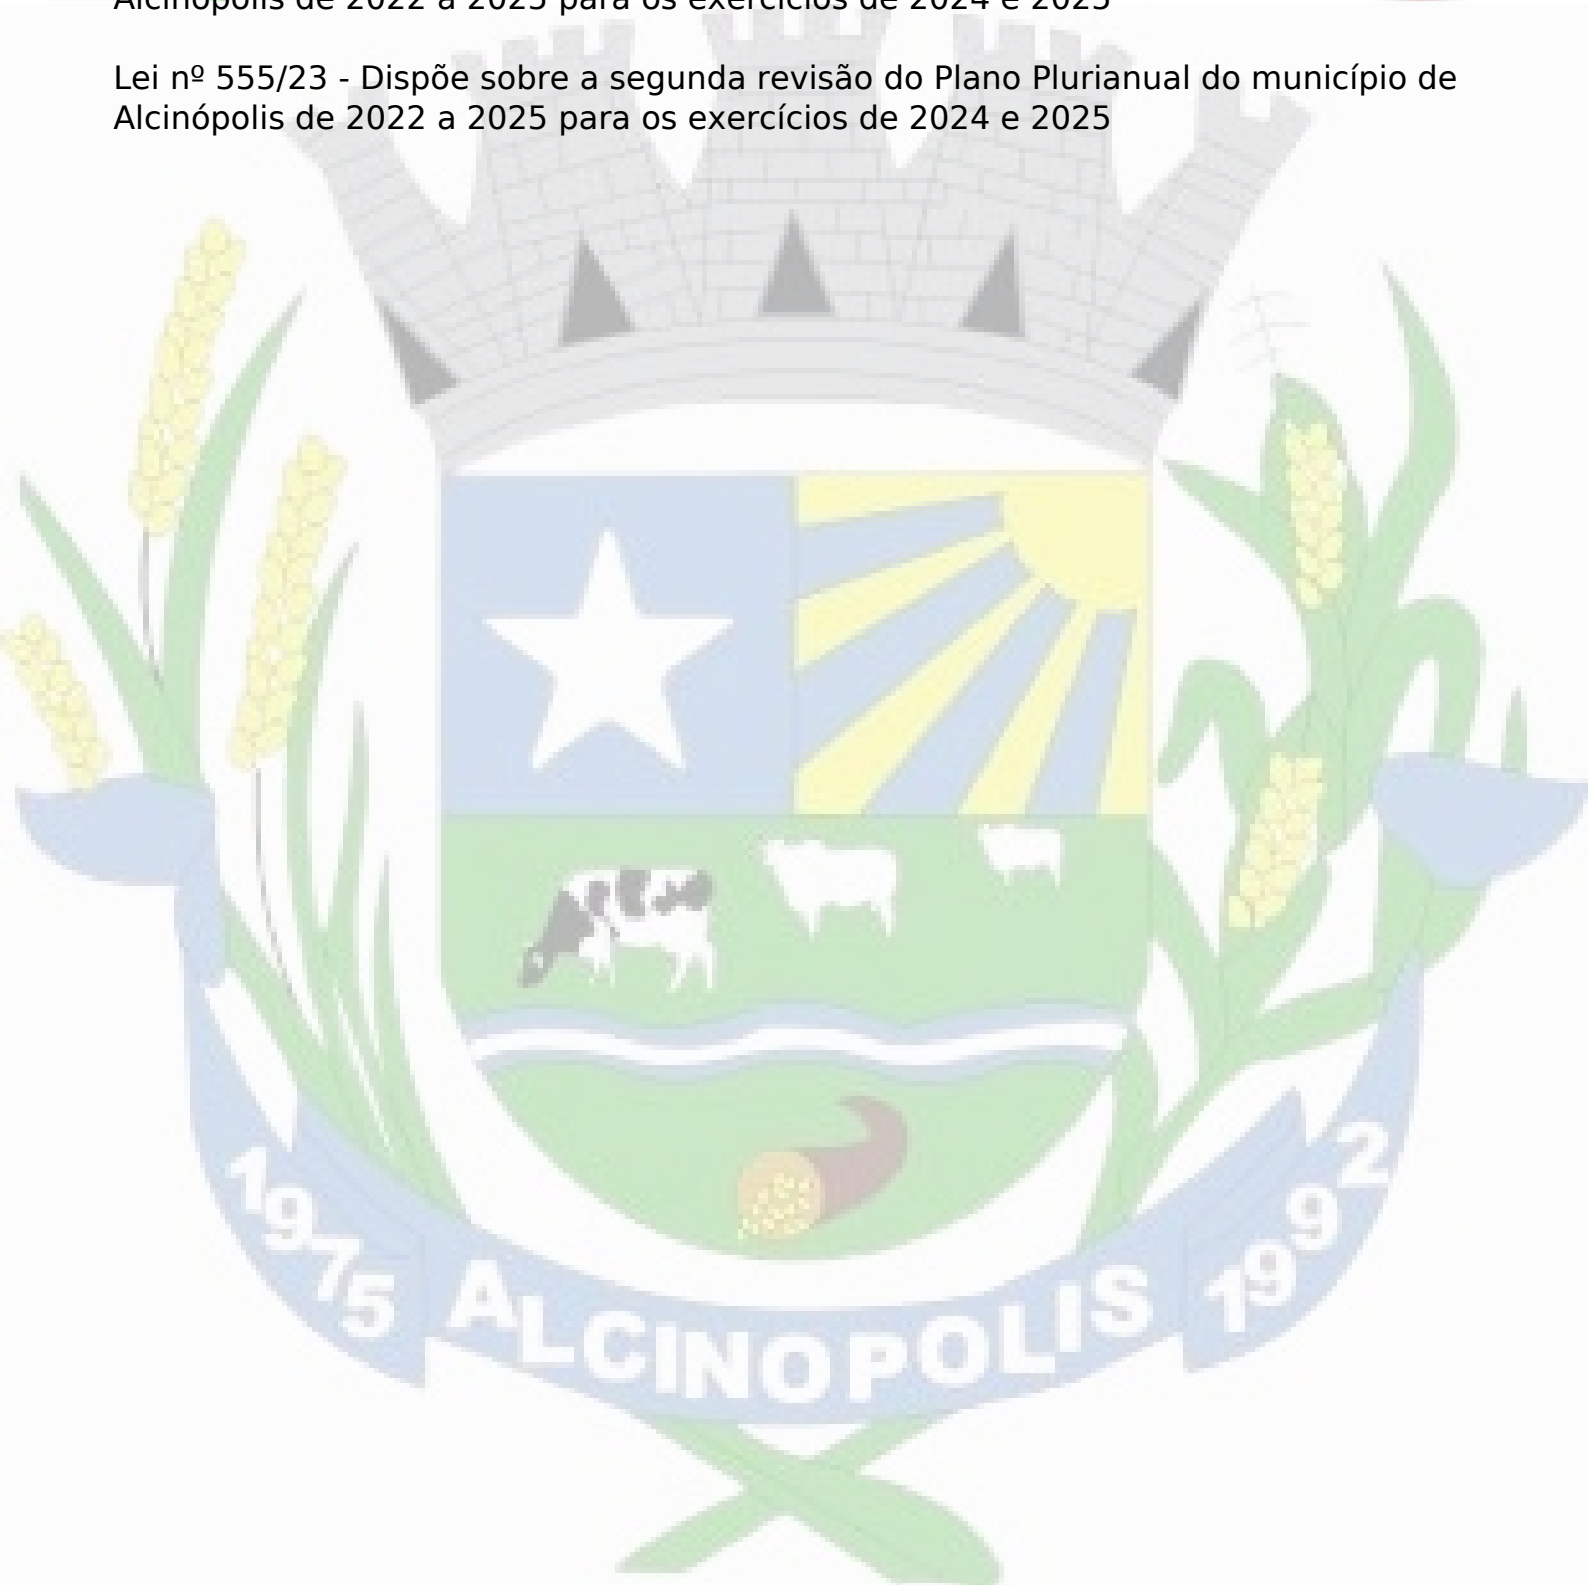 Alcinópolis de 2022 a 2025 para os exercícios de 2024 e 2025
Lei nº 555/23 - Dispõe sobre a segunda revisão do Plano Plurianual do município de
Alcinópolis de 2022 a 2025 para os exercícios de 2024 e 2025
1975 ALCINOPOLIS 1992